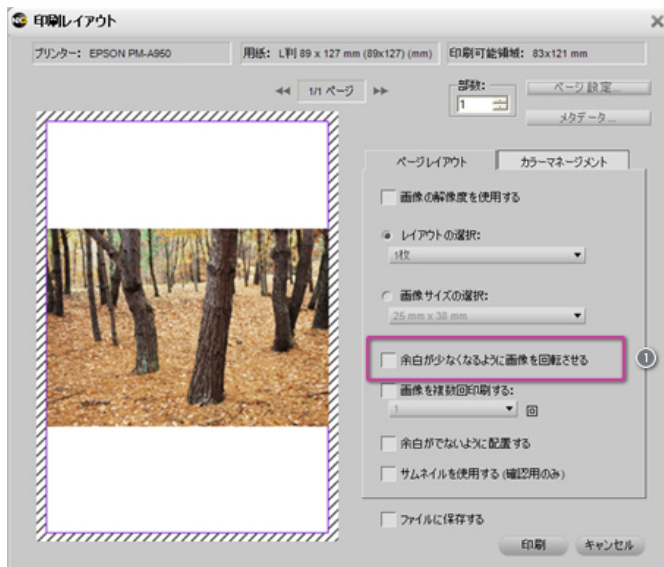 印刷レイアウト
プリンター: EPSON PM-A950
用紙: L判 89 x 127 mm (89x127) (mm)
印刷可能領域: 83x121 mm
1/1 ページ
部数:
1
ページ設定...
メタデータ...
ページレイアウト
カラーマネージメント
画像の解像度を使用する
レイアウトの選択:
1枚
画像サイズの選択:
25 mm x 38 mm
余白が少なくなるように画像を回転させる
1
画像を複数回印刷する:
1
回
余白がでないように配置する
サムネイルを使用する (確認用のみ)
ファイルに保存する
印刷
キャンセル